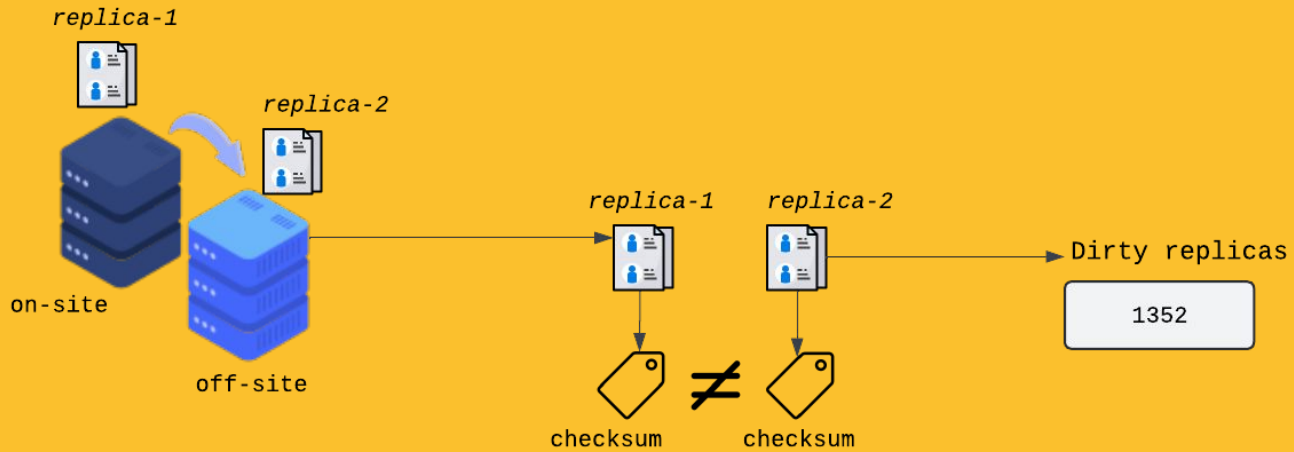 replica-1
replica-2
on-site
off-site
replica-1
replica-2
Dirty replicas
1352
≠
checksum
checksum